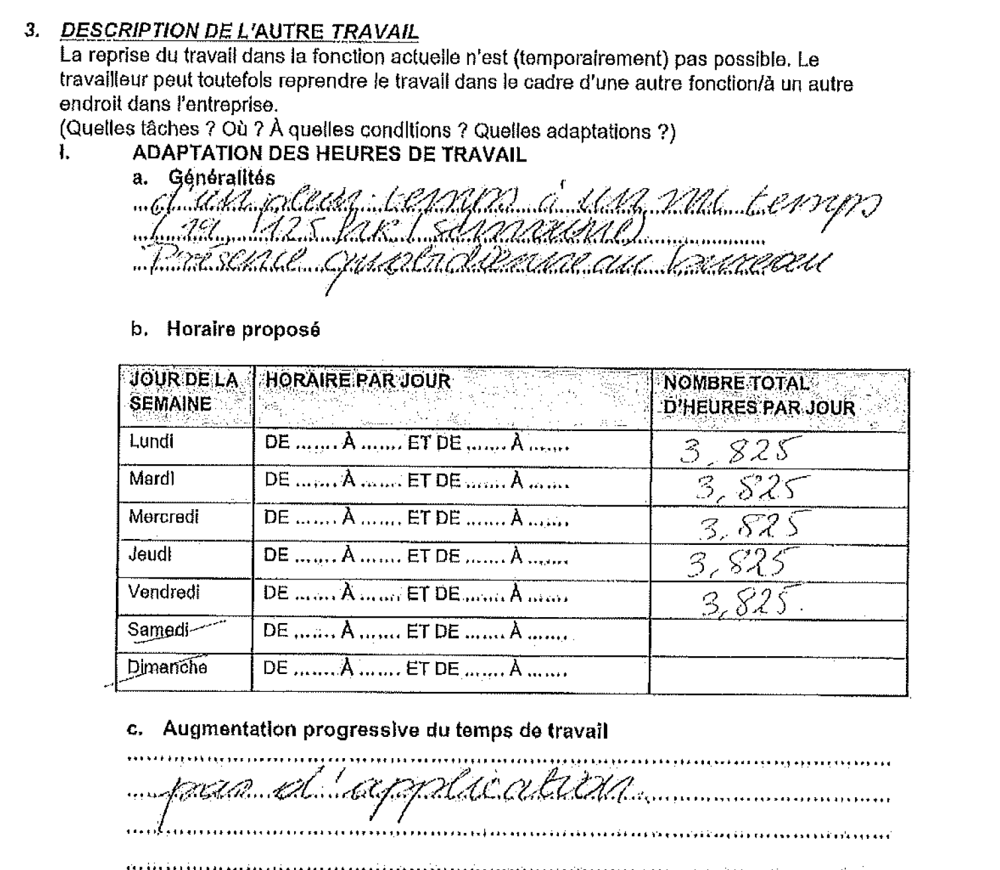 3. DESCRIPTION DE L'AUTRE TRAVAIL
La reprise du travail dans la fonction actuelle n'est (temporairement) pas possible. Le
travailleur peut toutefois reprendre le travail dans le cadre d'une autre fonction/à un autre
endroit dans l'entreprise.
(Quelles tâches ? Où ? À quelles conditions ? Quelles adaptations ?)
I. ADAPTATION DES HEURES DE TRAVAIL
a. Généralités
d'un plein temps à un mi temps
(19,125 hr/semaine)
Présence quotidienne au bureau
b. Horaire proposé
JOUR DE LA SEMAINE HORAIRE PAR JOUR NOMBRE TOTAL D'HEURES PAR JOUR
Lundi DE ....... À ....... ET DE ....... À ....... 3,825
Mardi DE ....... À ....... ET DE ....... À ....... 3,825
Mercredi DE ....... À ....... ET DE ....... À ....... 3,825
Jeudi DE ....... À ....... ET DE ....... À ....... 3,825
Vendredi DE ....... À ....... ET DE ....... À ....... 3,825.
Samedi DE ....... À ....... ET DE ....... À .......
Dimanche DE ....... À ....... ET DE ....... À .......
c. Augmentation progressive du temps de travail
pas d'application.